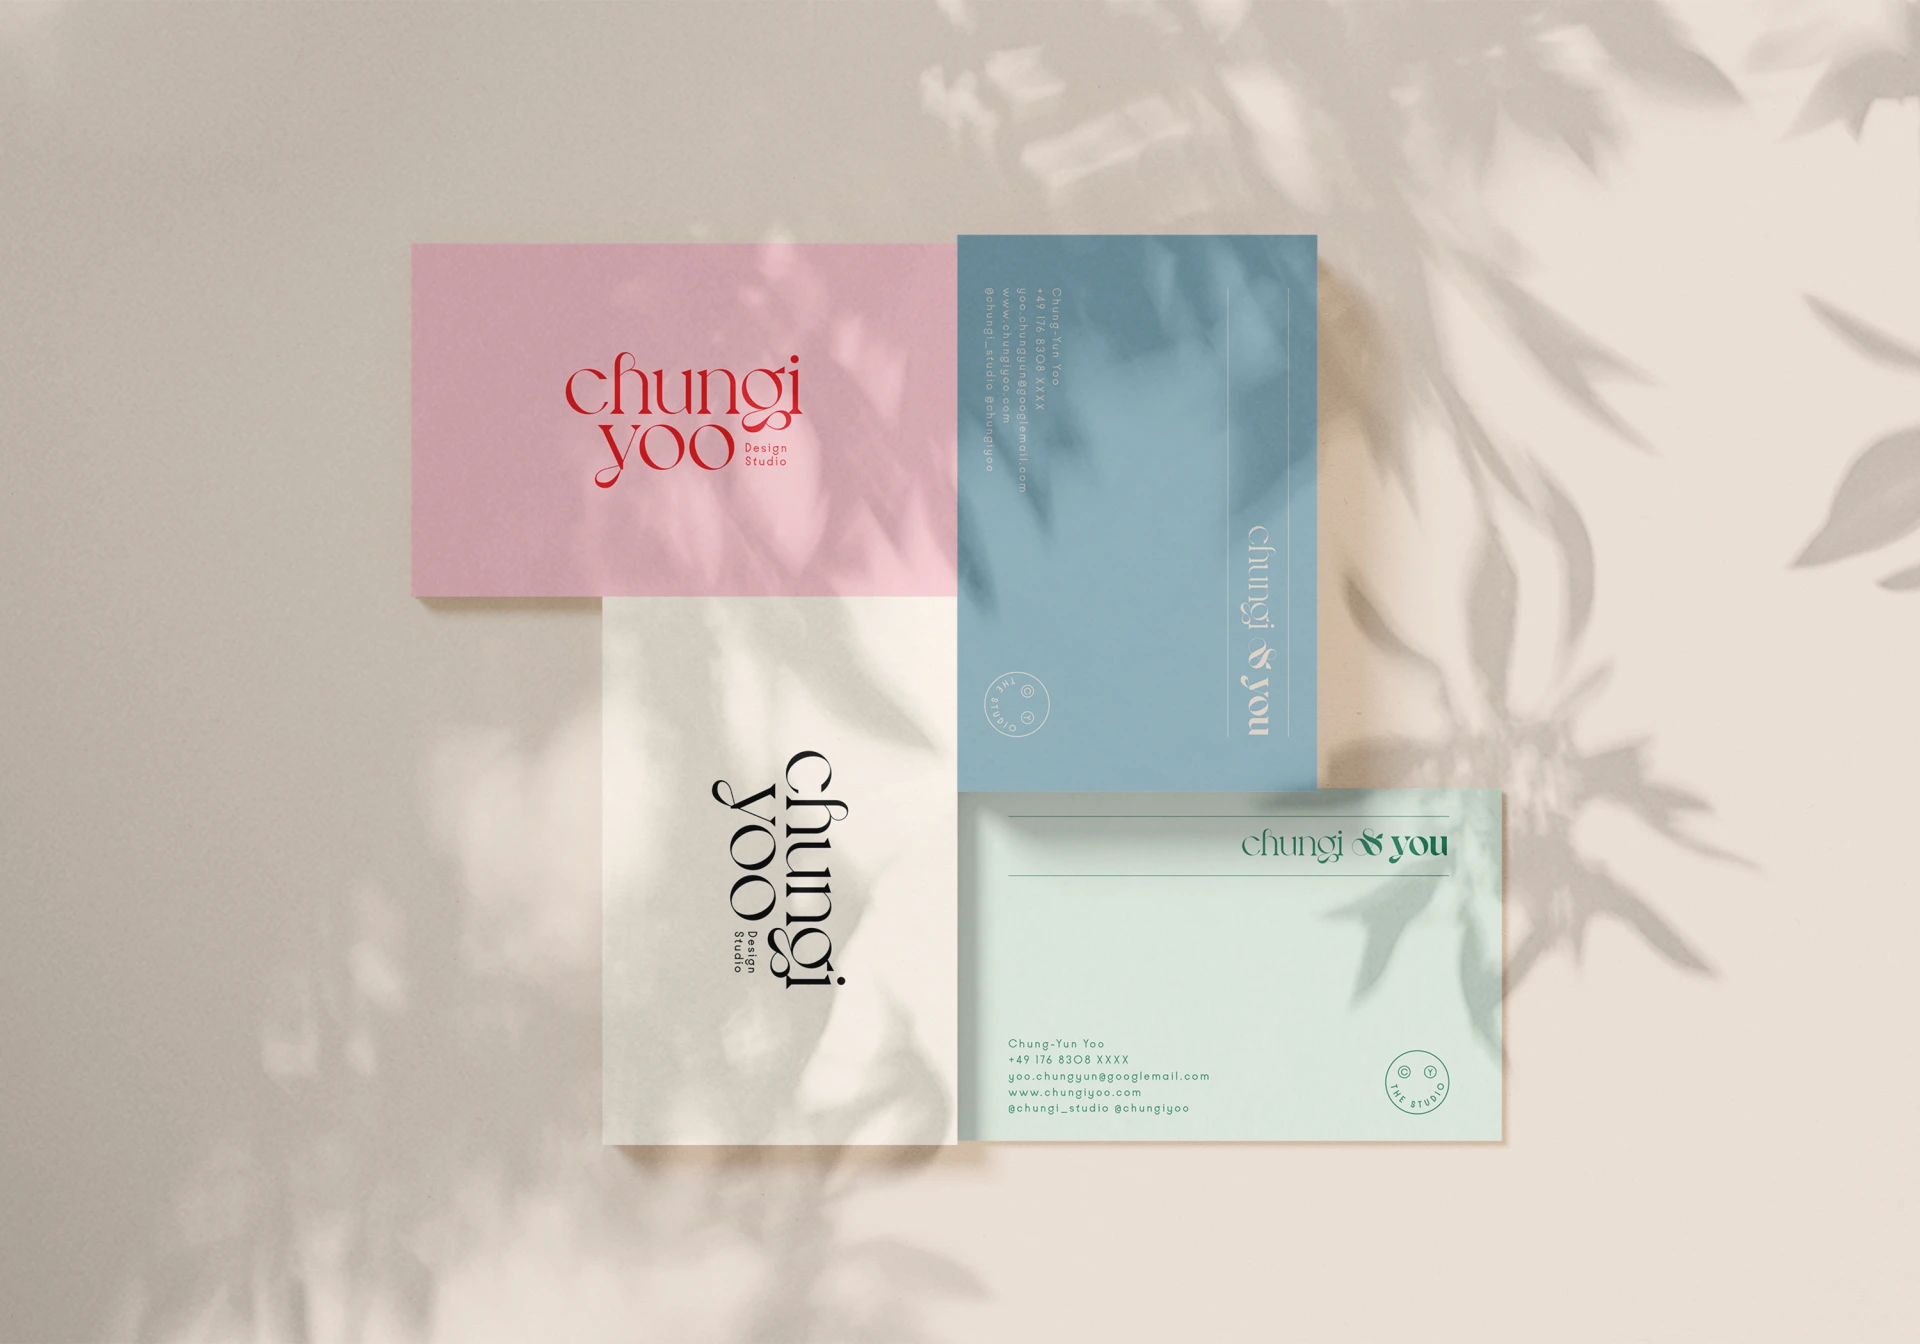 chungi
yoo
Design
Studio
Chung-Yun Yoo
+49 176 8308 XXXX
yoo.chungyun@googlemail.com
www.chungiyoo.com
@chungi_studio @chungiyoo
chungi & you
C Y
THE STUDIO
chungi
yoo
Design
Studio
chungi & you
Chung-Yun Yoo
+49 176 8308 XXXX
yoo.chungyun@googlemail.com
www.chungiyoo.com
@chungi_studio @chungiyoo
C Y
THE STUDIO